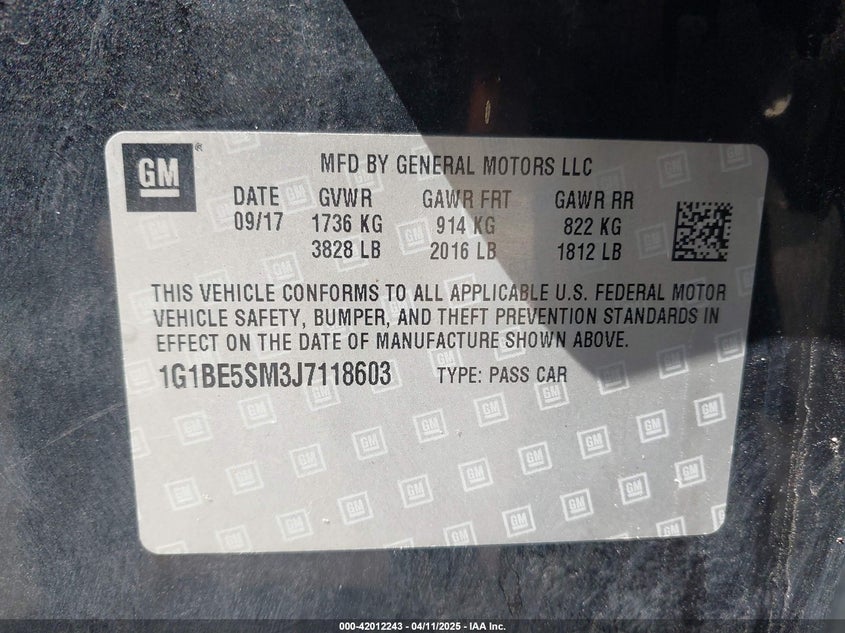 GM ®
MFD BY GENERAL MOTORS LLC
DATE GVWR GAWR FRT GAWR RR
09/17 1736 KG 914 KG 822 KG
3828 LB 2016 LB 1812 LB
THIS VEHICLE CONFORMS TO ALL APPLICABLE U.S. FEDERAL MOTOR
VEHICLE SAFETY, BUMPER, AND THEFT PREVENTION STANDARDS IN
EFFECT ON THE DATE OF MANUFACTURE SHOWN ABOVE.
1G1BE5SM3J7118603 TYPE: PASS CAR
000-42012243 - 04/11/2025 - IAA Inc.